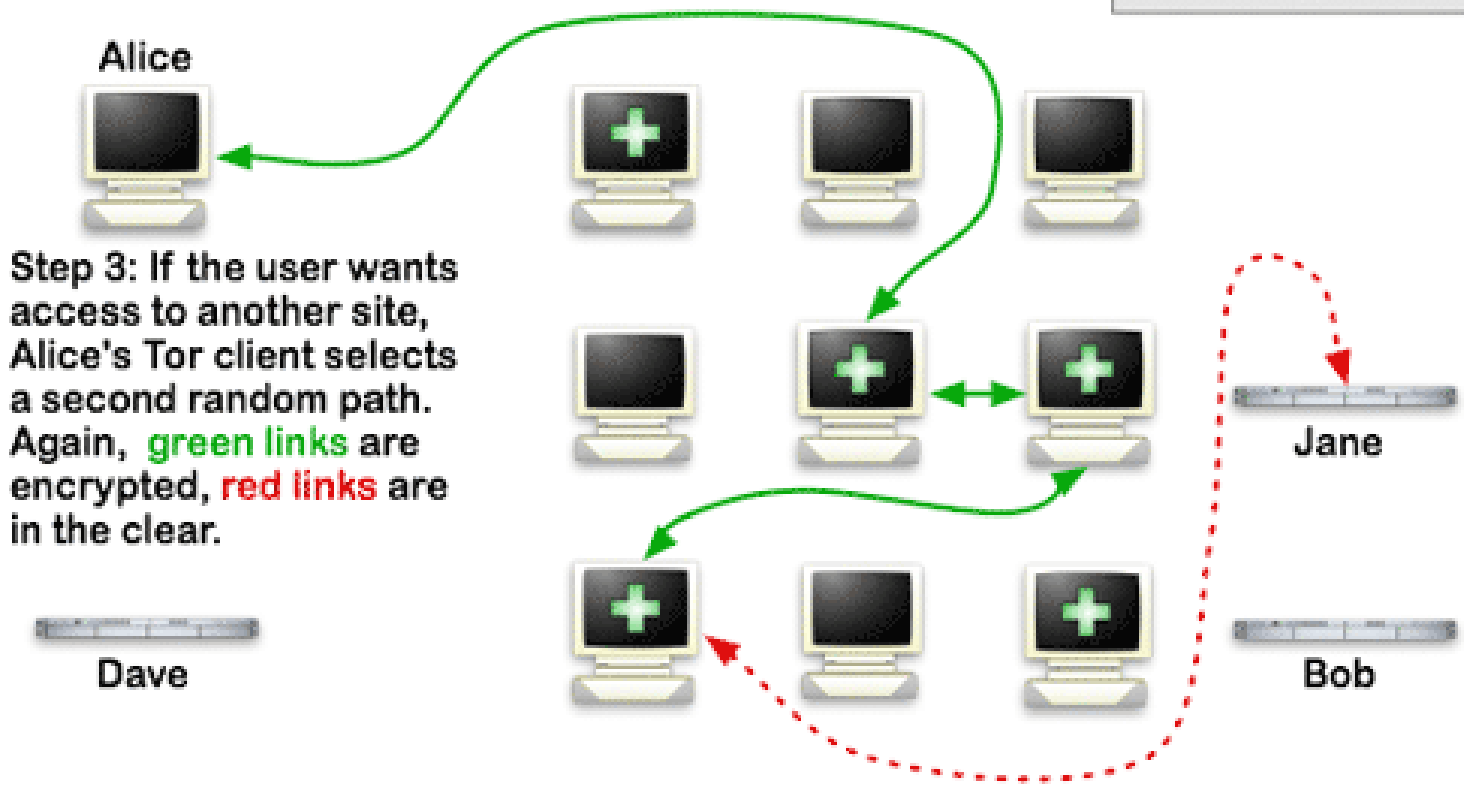 Alice
Step 3: If the user wants
access to another site,
Alice's Tor client selects
a second random path.
Again, green links are
encrypted, red links are
in the clear.
Jane
Dave
Bob